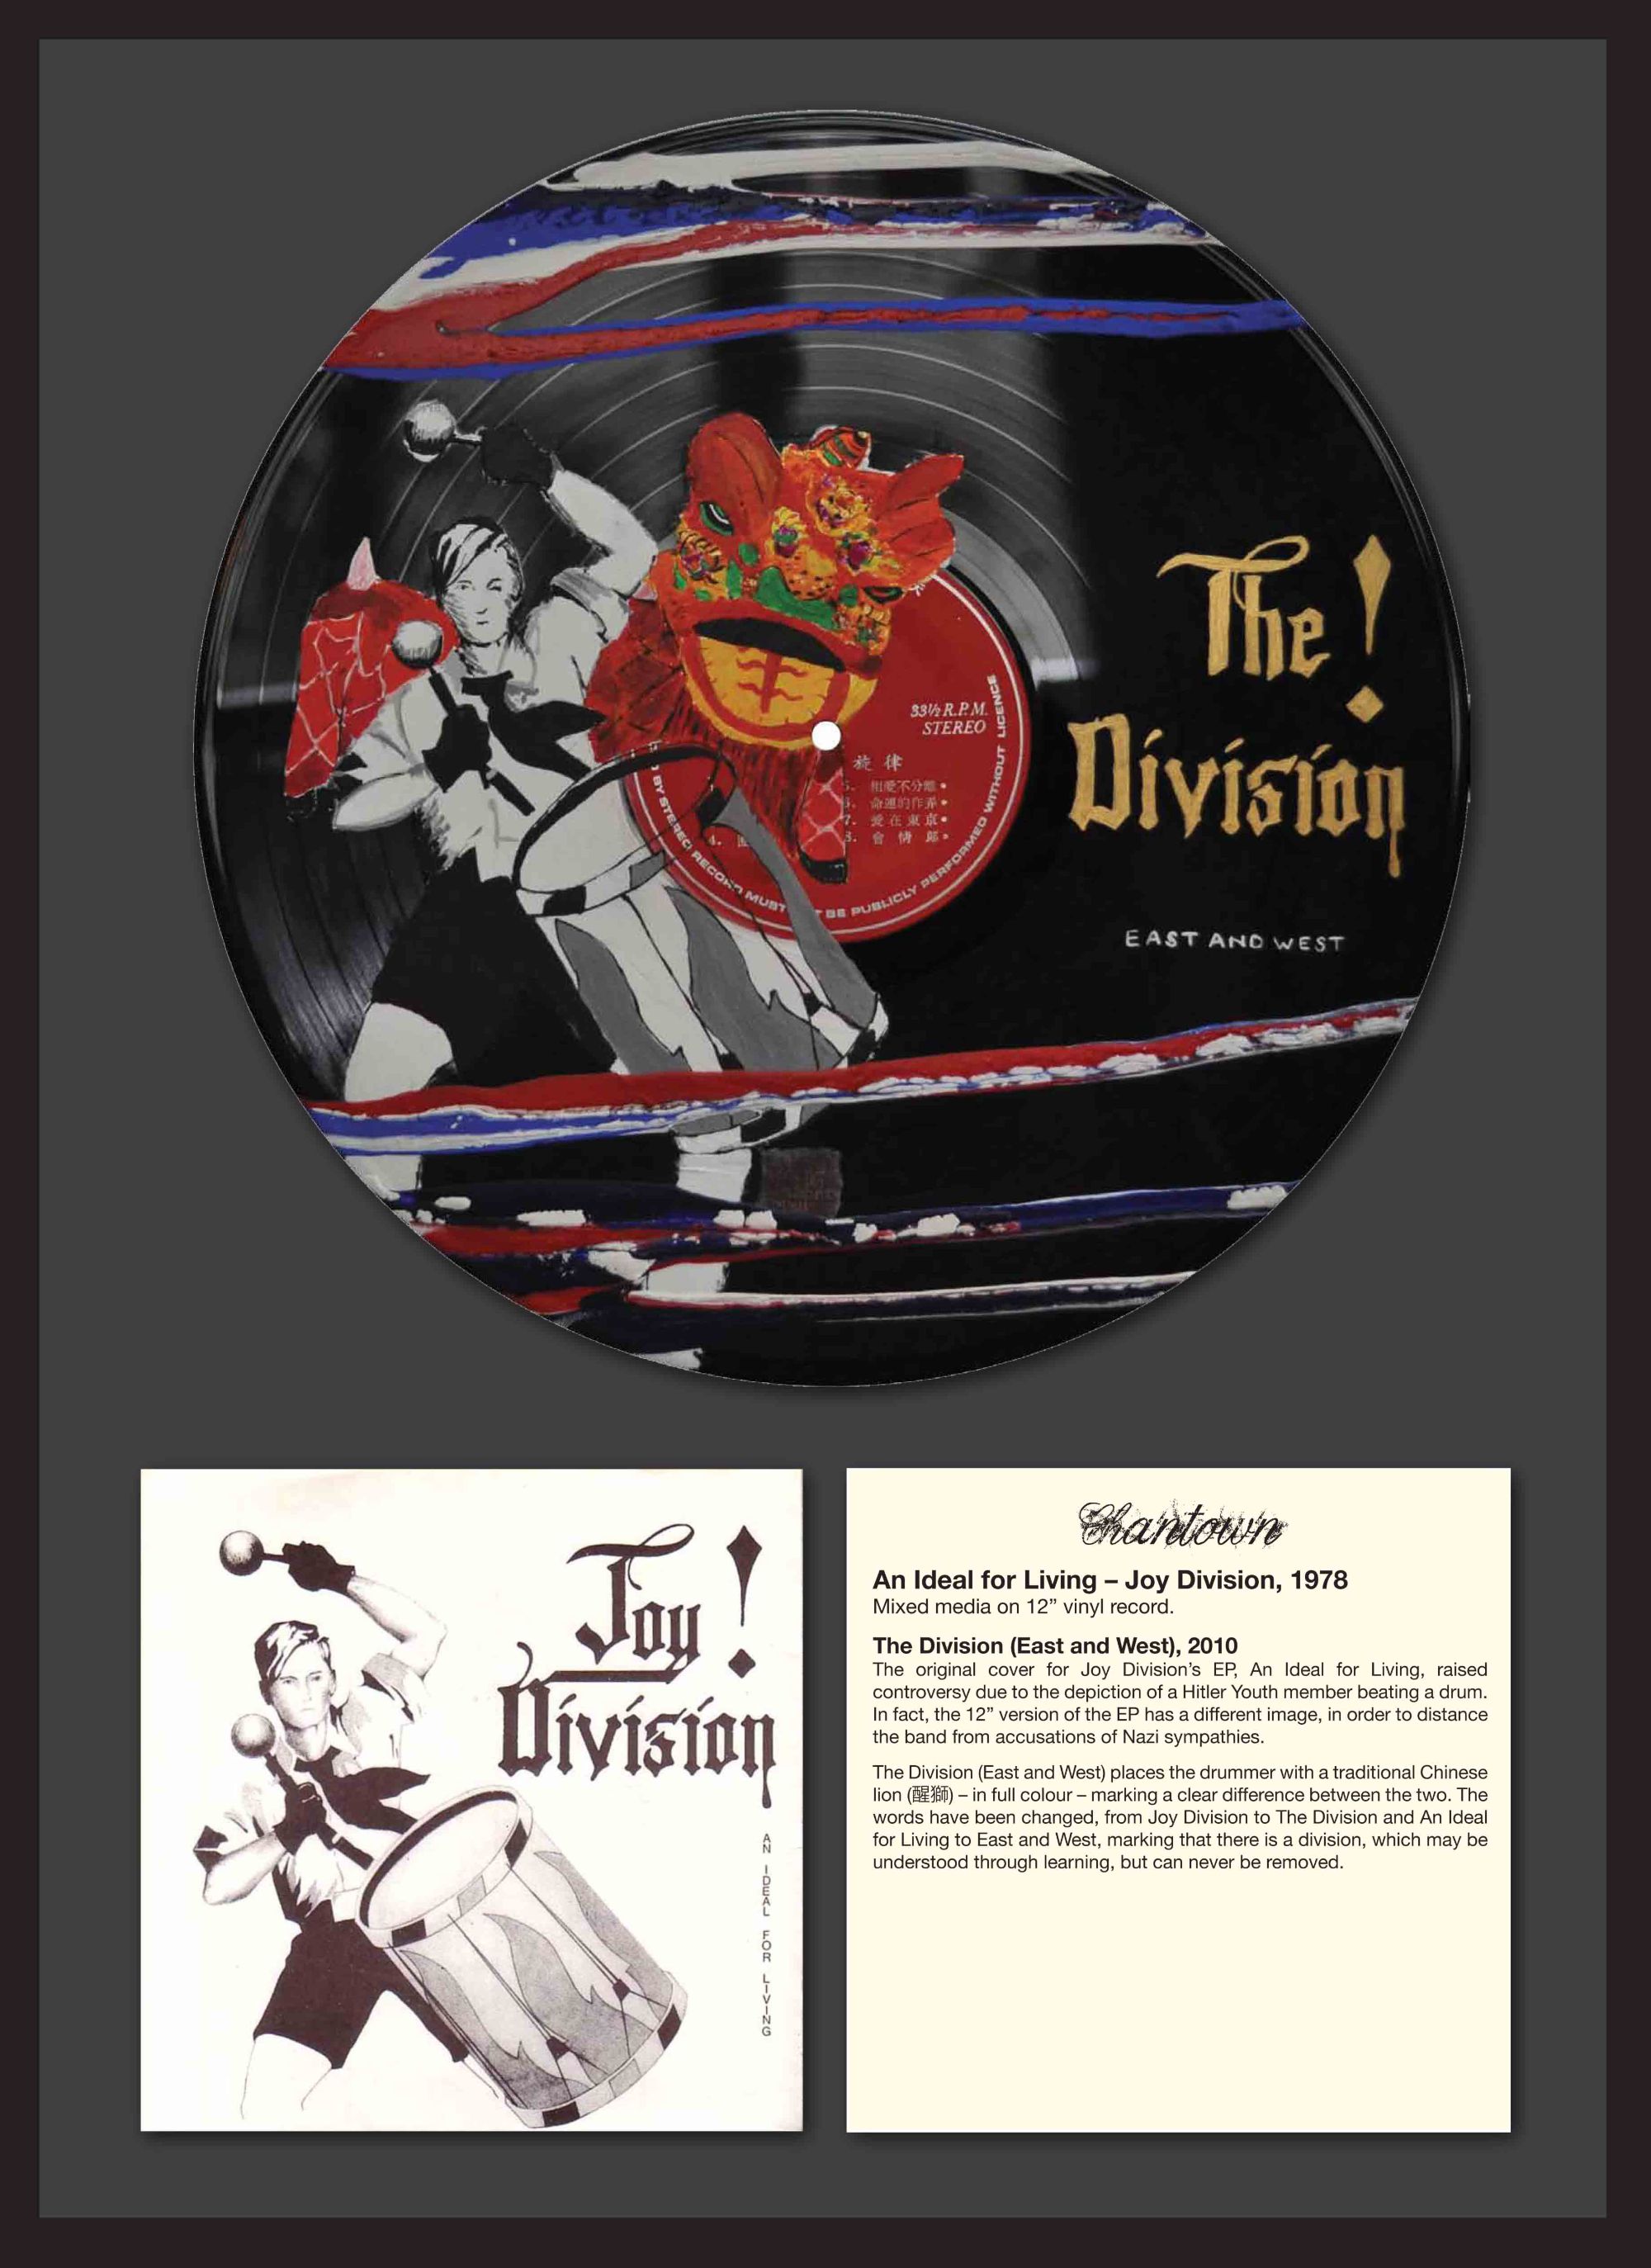 The !
Division
EAST AND WEST
33⅓ R.P.M.
STEREO
旋律
5. 相愛不分離 •
6. 命運的作弄 •
7. 愛在東京 •
8. 會情郎 •
4.
BY STEREO RECORD MUST BE PUBLICLY PERFORMED WITHOUT LICENCE
Joy !
Division
AN IDEAL FOR LIVING
Chantown
An Ideal for Living – Joy Division, 1978
Mixed media on 12” vinyl record.
The Division (East and West), 2010
The original cover for Joy Division’s EP, An Ideal for Living, raised
controversy due to the depiction of a Hitler Youth member beating a drum.
In fact, the 12” version of the EP has a different image, in order to distance
the band from accusations of Nazi sympathies.
The Division (East and West) places the drummer with a traditional Chinese
lion (醒獅) – in full colour – marking a clear difference between the two. The
words have been changed, from Joy Division to The Division and An Ideal
for Living to East and West, marking that there is a division, which may be
understood through learning, but can never be removed.